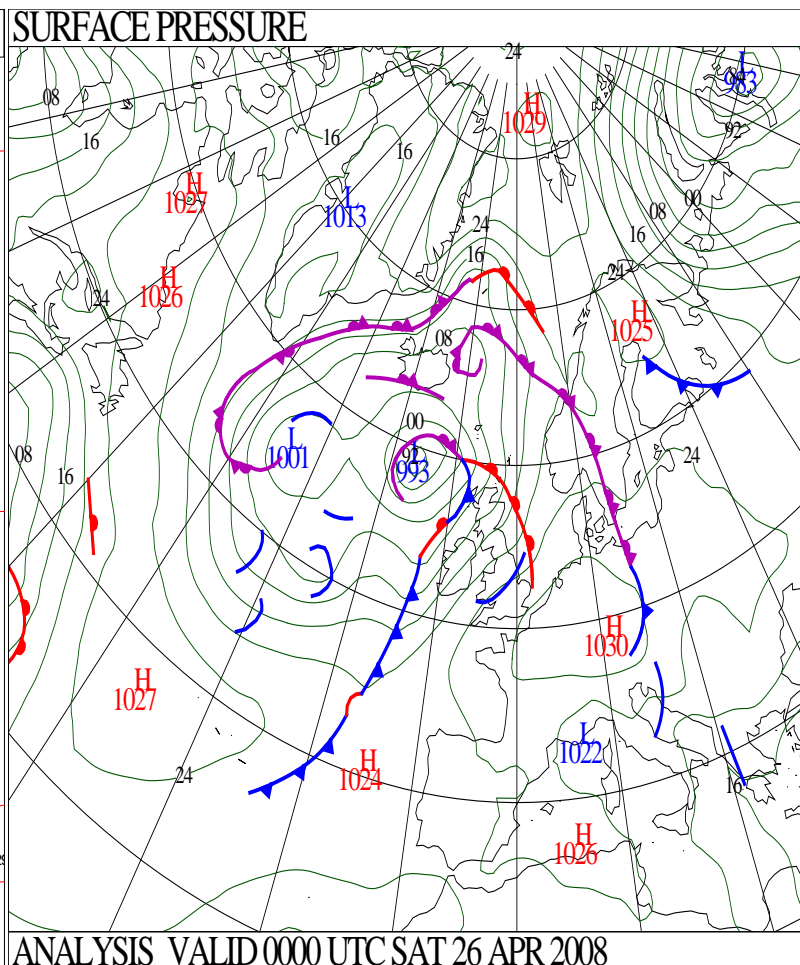 SURFACE PRESSURE
24
L
983
H
1029
08
92
16
16
16
H
1027
L
1013
00
08
24
16
16
24
H
1026
24
H
1025
08
00
L
1001
92
L
993
08
16
24
H
1030
H
1027
L
1022
H
1024
24
16
H
1026
ANALYSIS VALID 0000 UTC SAT 26 APR 2008